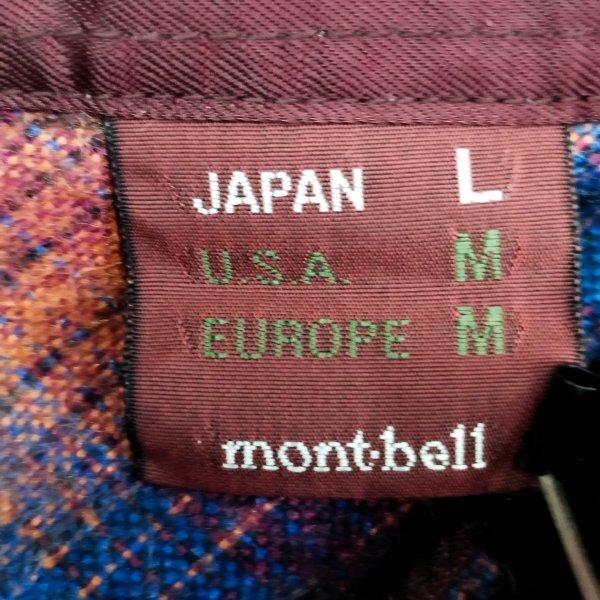 JAPAN L
U.S.A. M
EUROPE M
mont·bell